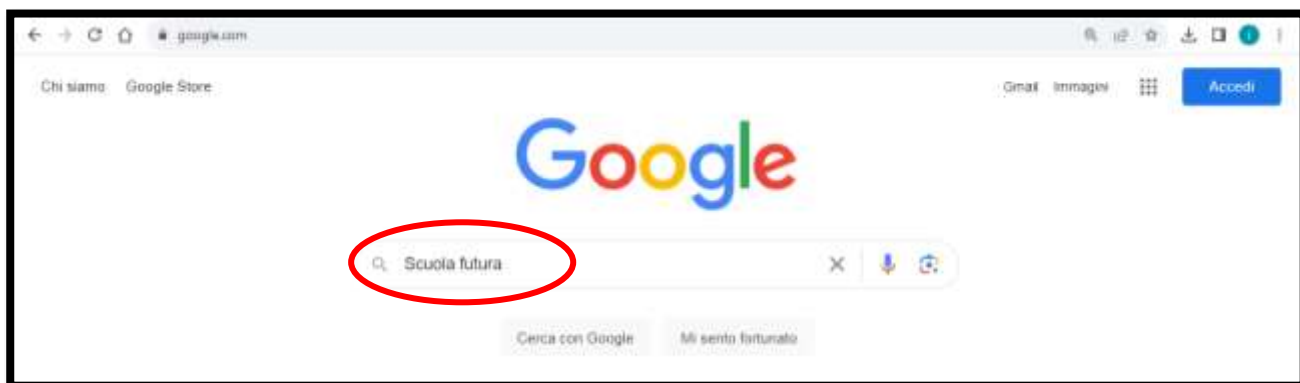 google.com
Chi siamo Google Store Gmail Immagini Accedi
Google
Scuola futura
Cerca con Google Mi sento fortunato